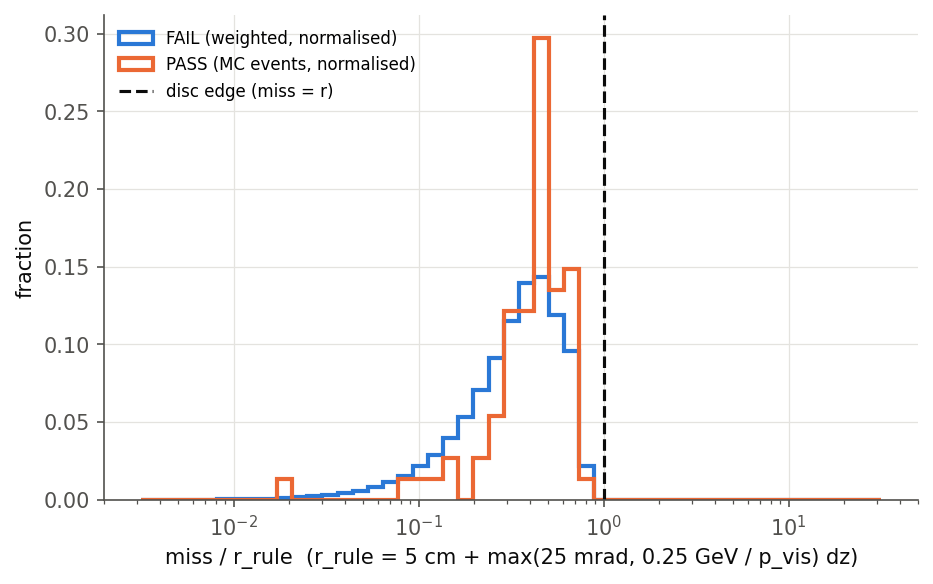 FAIL (weighted, normalised)
PASS (MC events, normalised)
disc edge (miss = r)
fraction
0.30
0.25
0.20
0.15
0.10
0.05
0.00
10⁻²
10⁻¹
10⁰
10¹
miss / r_rule (r_rule = 5 cm + max(25 mrad, 0.25 GeV / p_vis) dz)